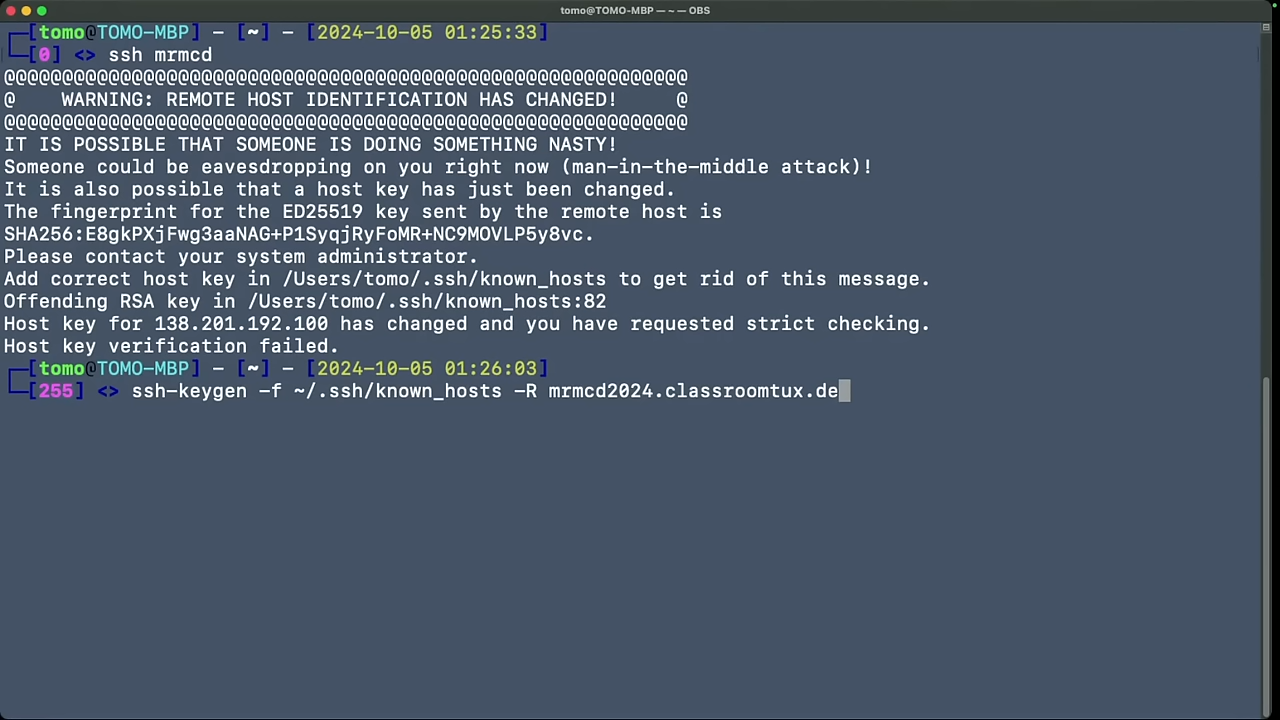 tomo@TOMO-MBP — ~ — OBS
┌─[tomo@TOMO-MBP] - [~] - [2024-10-05 01:25:33]
└─[0] <> ssh mrmcd
@@@@@@@@@@@@@@@@@@@@@@@@@@@@@@@@@@@@@@@@@@@@@@@@@@@@@@@@@@@
@    WARNING: REMOTE HOST IDENTIFICATION HAS CHANGED!     @
@@@@@@@@@@@@@@@@@@@@@@@@@@@@@@@@@@@@@@@@@@@@@@@@@@@@@@@@@@@
IT IS POSSIBLE THAT SOMEONE IS DOING SOMETHING NASTY!
Someone could be eavesdropping on you right now (man-in-the-middle attack)!
It is also possible that a host key has just been changed.
The fingerprint for the ED25519 key sent by the remote host is
SHA256:E8gkPXjFwg3aaNAG+P1SyqjRyFoMR+NC9MOVLP5y8vc.
Please contact your system administrator.
Add correct host key in /Users/tomo/.ssh/known_hosts to get rid of this message.
Offending RSA key in /Users/tomo/.ssh/known_hosts:82
Host key for 138.201.192.100 has changed and you have requested strict checking.
Host key verification failed.
┌─[tomo@TOMO-MBP] - [~] - [2024-10-05 01:26:03]
└─[255] <> ssh-keygen -f ~/.ssh/known_hosts -R mrmcd2024.classroomtux.de